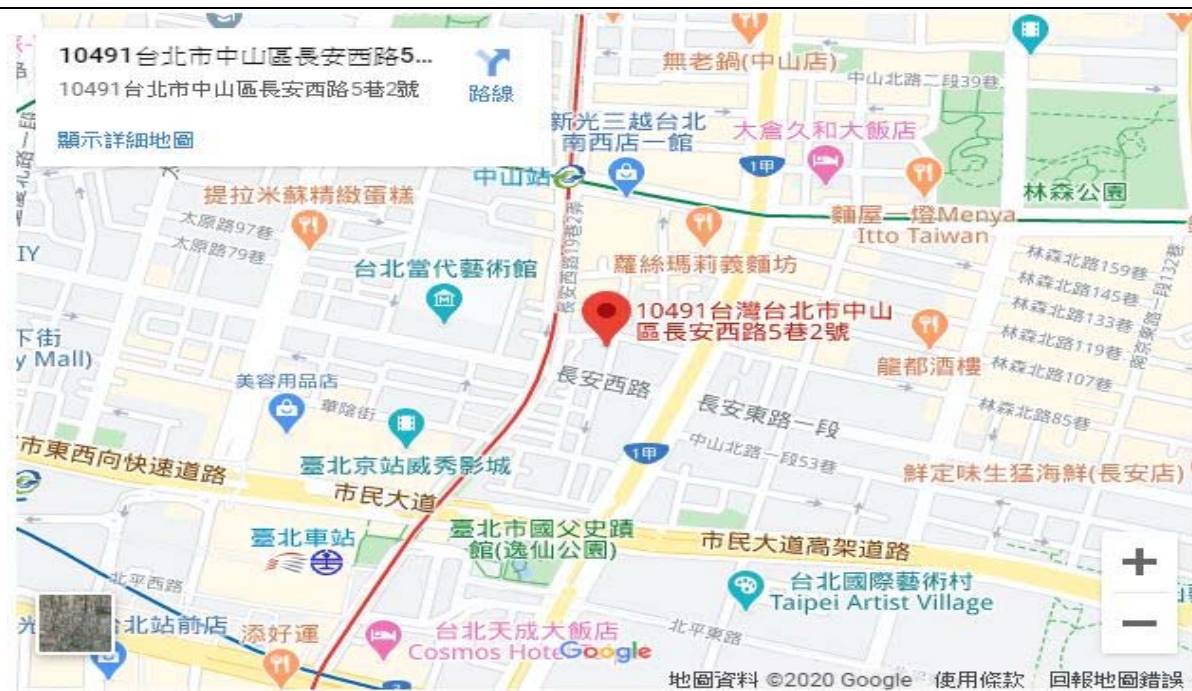 10491台北市中山區長安西路5...
10491台北市中山區長安西路5巷2號
路線
顯示詳細地圖
無老鍋(中山店)
中山北路二段39巷
新光三越台北
南西店一館
大倉久和大飯店
1甲
中山站
林森公園
提拉米蘇精緻蛋糕
麵屋一燈Menya
Itto Taiwan
太原路97巷
太原路79巷
長安西路19巷2弄
IY
台北當代藝術館
蘿絲瑪莉義麵坊
林森北路159巷
林森北路145巷
林森北路133巷
林森北路119巷
林森北路107巷
10491台灣台北市中山
區長安西路5巷2號
下街
y Mall)
龍都酒樓
美容用品店
長安西路
華陰街
長安東路一段
林森北路85巷
1甲
中山北路一段53巷
臺北京站威秀影城
鮮定味生猛海鮮(長安店)
市東西向快速道路
市民大道
臺北車站
臺北市國父史蹟
館(逸仙公園)
市民大道高架道路
北平西路
台北國際藝術村
Taipei Artist Village
光
台北站前店
添好運
台北天成大飯店
Cosmos Hote
Google
北平東路
地圖資料 ©2020 Google
使用條款
回報地圖錯誤